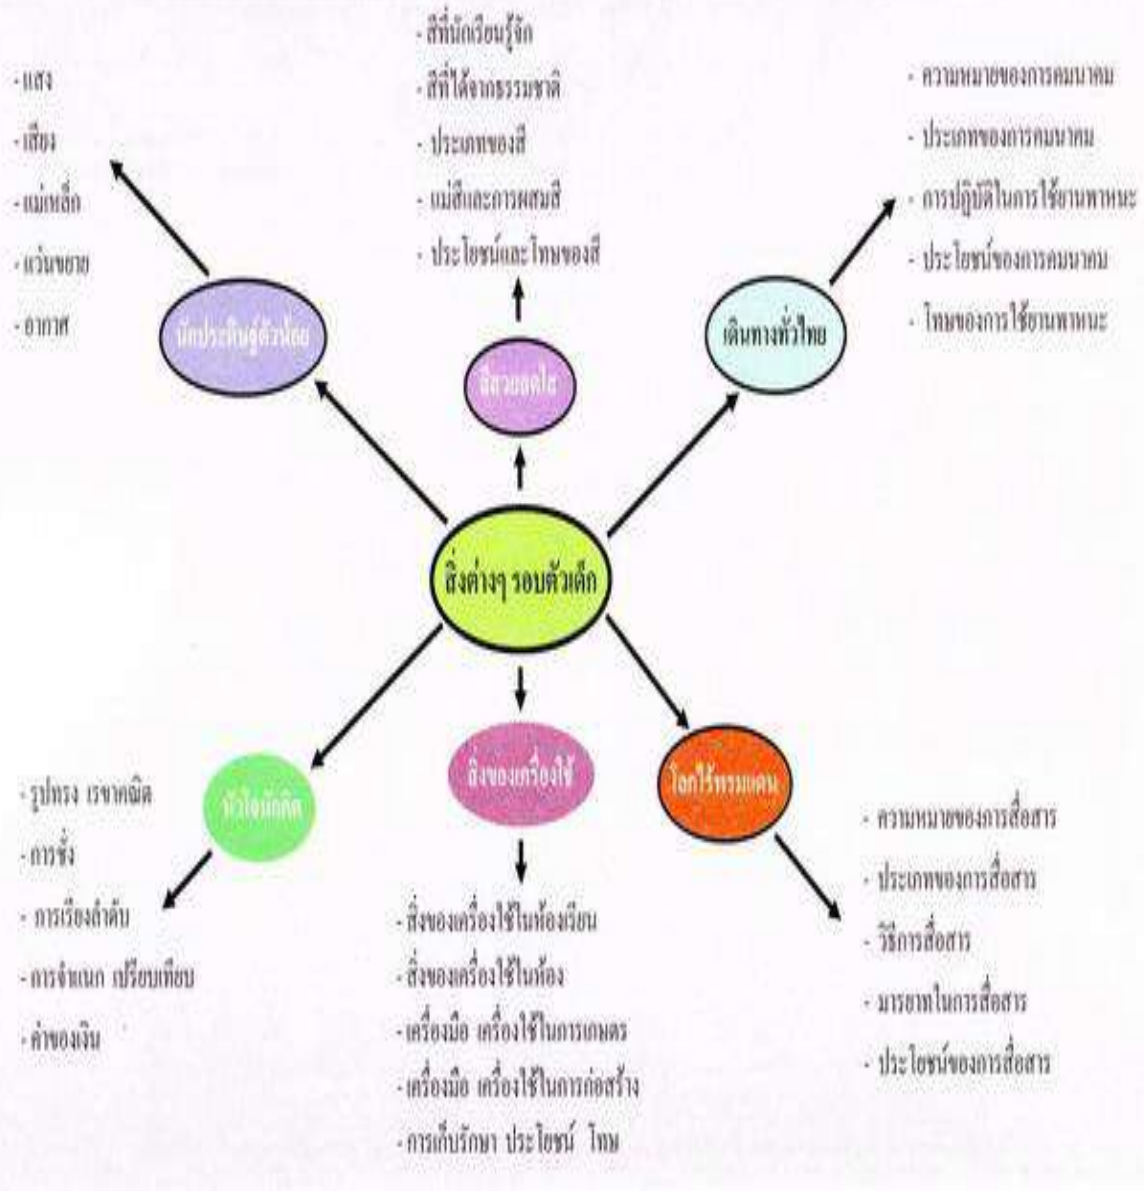 - แสง
- เสียง
- แม่เหล็ก
- แว่นขยาย
- อากาศ
นักประดิษฐ์ตัวน้อย
- สีที่นักเรียนรู้จัก
- สีที่ได้จากธรรมชาติ
- ประเภทของสี
- แม่สีและการผสมสี
- ประโยชน์และโทษของสี
สีสวยสดใส
- ความหมายของการคมนาคม
- ประเภทของการคมนาคม
- การปฏิบัติในการใช้ยานพาหนะ
- ประโยชน์ของการคมนาคม
- โทษของการใช้ยานพาหนะ
เดินทางทั่วไทย
สิ่งต่างๆ รอบตัวเด็ก
หัวใจนักคิด
- รูปทรง เรขาคณิต
- การชั่ง
- การเรียงลำดับ
- การจำแนก เปรียบเทียบ
- ค่าของเงิน
สิ่งของเครื่องใช้
- สิ่งของเครื่องใช้ในห้องเรียน
- สิ่งของเครื่องใช้ในห้อง
- เครื่องมือ เครื่องใช้ในการเกษตร
- เครื่องมือ เครื่องใช้ในการก่อสร้าง
- การเก็บรักษา ประโยชน์ โทษ
โลกไร้พรมแดน
- ความหมายของการสื่อสาร
- ประเภทของการสื่อสาร
- วิธีการสื่อสาร
- มารยาทในการสื่อสาร
- ประโยชน์ของการสื่อสาร